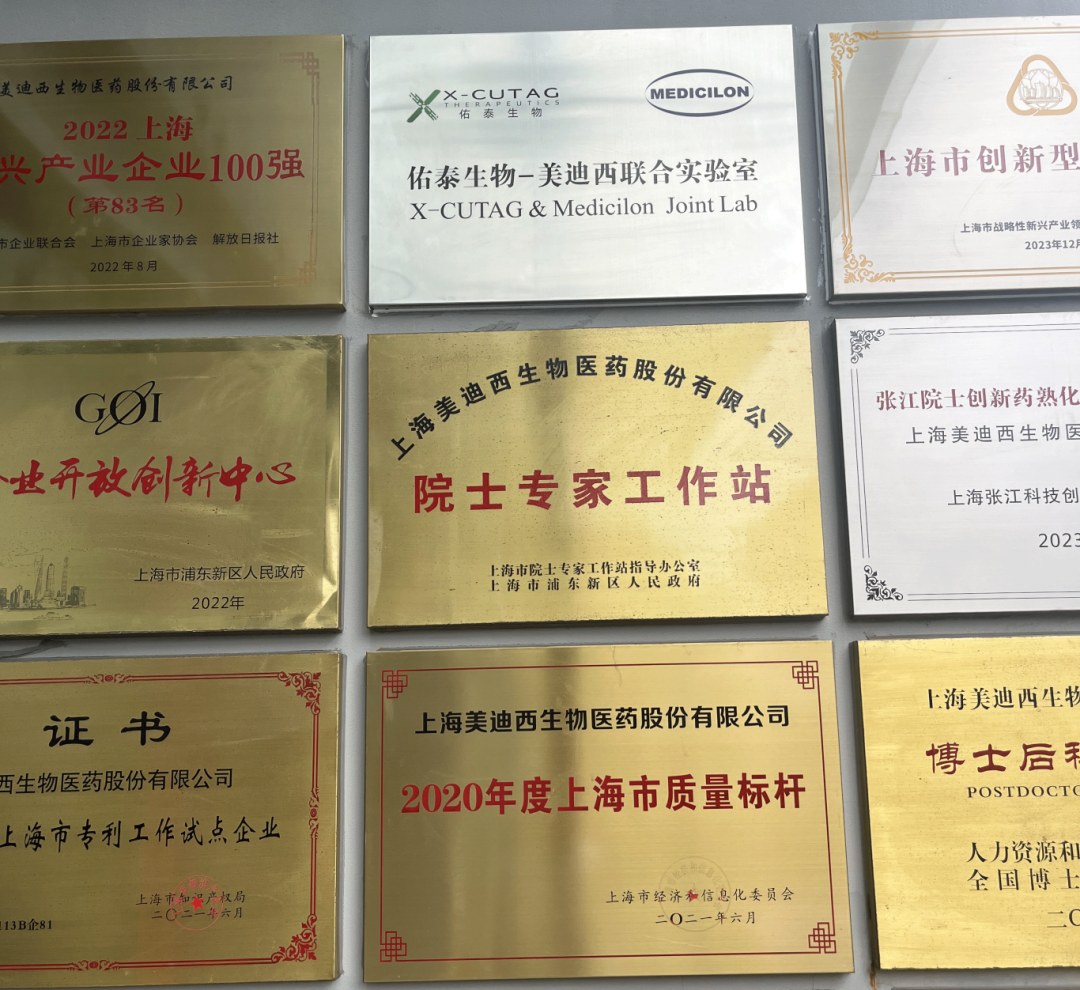 美迪西生物医药股份有限公司
2022 上海
兴产业企业100强
(第83名)
市企业联合会 上海市企业家协会 解放日报社
2022年8月
X-CUTAG
THERAPEUTICS
佑泰生物
MEDICILON
佑泰生物-美迪西联合实验室
X-CUTAG & Medicilon Joint Lab
上海市创新型
上海市战略性新兴产业领
2023年12月
GOI
企业开放创新中心
上海市浦东新区人民政府
2022年
上海美迪西生物医药股份有限公司
院士专家工作站
上海市院士专家工作站指导办公室
上海市浦东新区人民政府
张江院士创新药熟化
上海美迪西生物医
上海张江科技创
2023
证书
西生物医药股份有限公司
上海市专利工作试点企业
上海市知识产权局
二〇二一年六月
113B企81
上海美迪西生物医药股份有限公司
2020年度上海市质量标杆
上海市经济和信息化委员会
二〇二一年六月
上海美迪西生物
博士后科
POSTDOCTO
人力资源和
全国博士
二〇